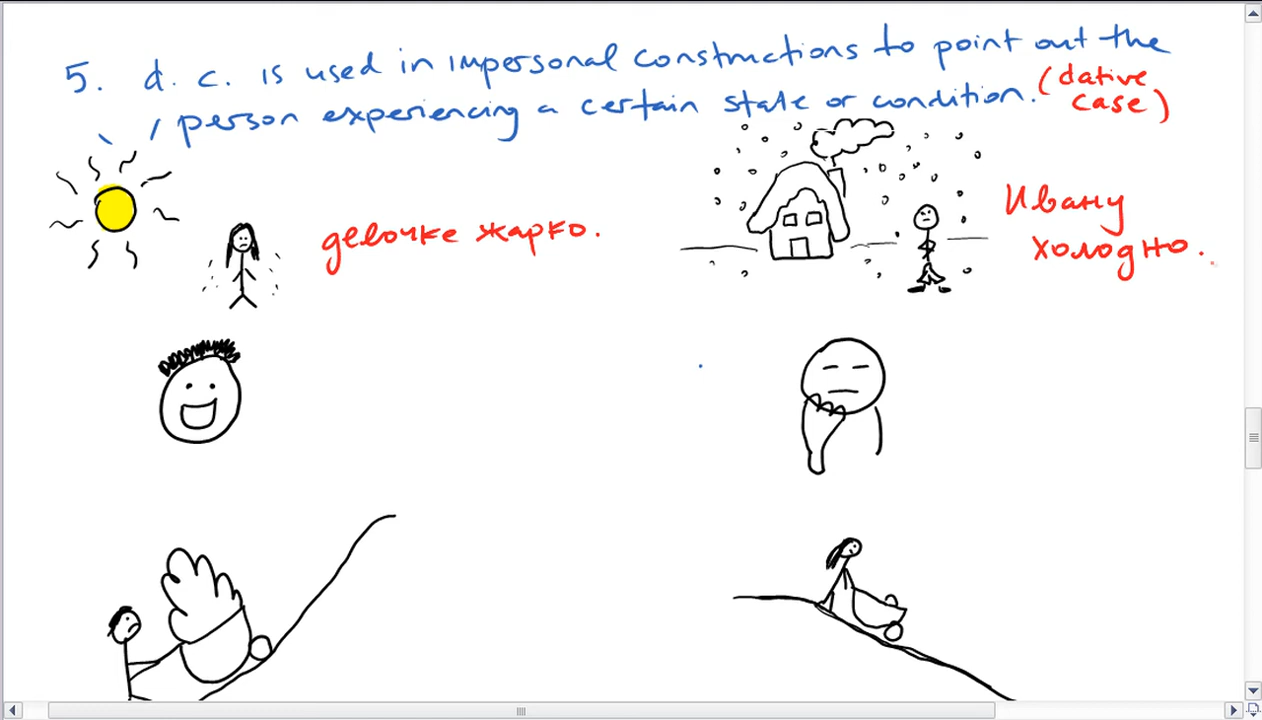 5. d. c. is used in impersonal constructions to point out the
person experiencing a certain state or condition. (dative
case)
девочке жарко.
Ивану
холодно.